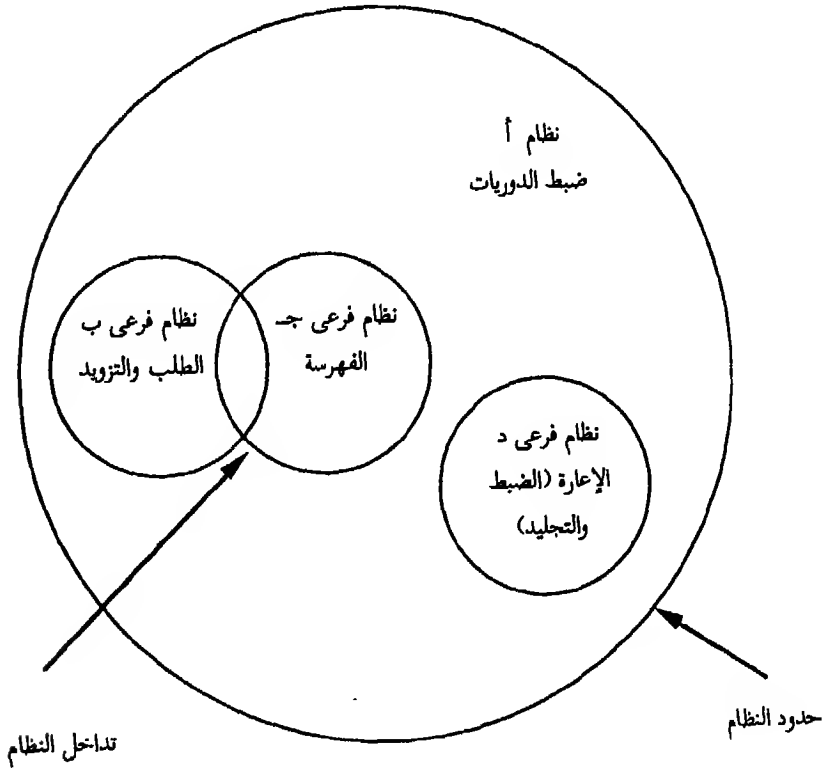 نظام أ
ضبط الدوريات
نظام فرعى جـ
الفهرسة
نظام فرعى ب
الطلب والتزويد
نظام فرعى د
الإعارة (الضبط
والتجليد)
حدود النظام
تداخل النظام